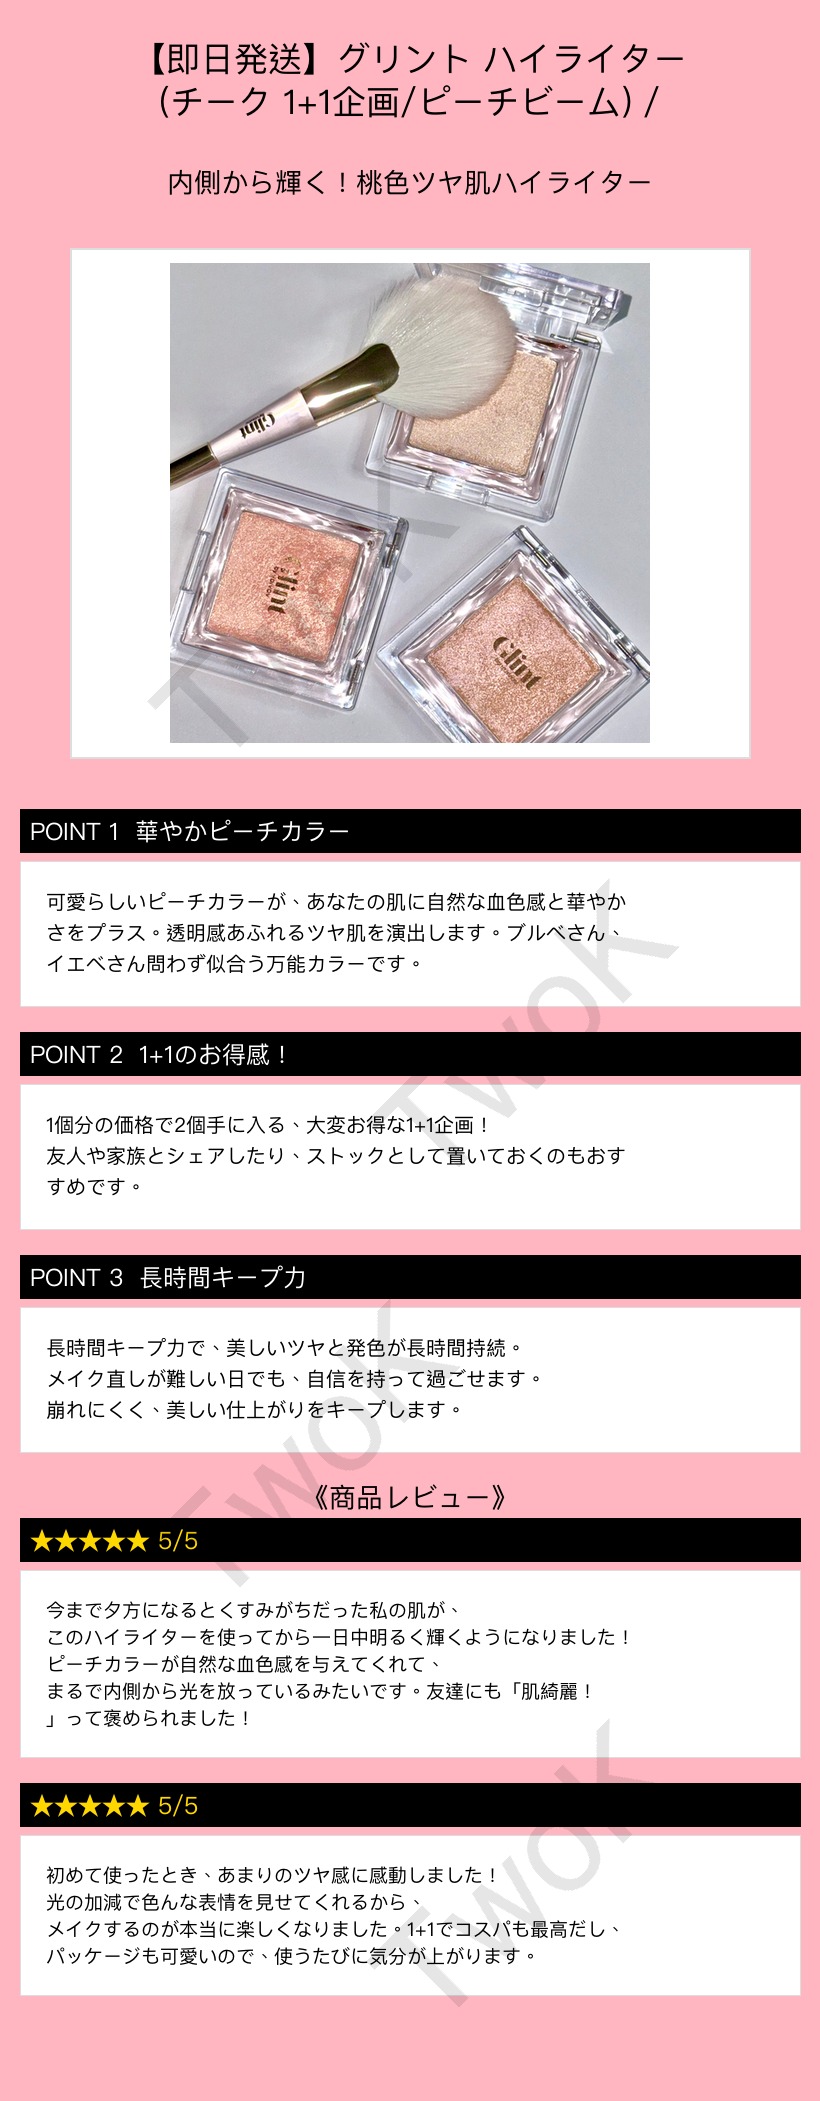 【即日発送】グリント ハイライター
(チーク 1+1企画/ピーチビーム) /
内側から輝く！桃色ツヤ肌ハイライター
Glint
Glint
Glint
TwoK
POINT 1 華やかピーチカラー
可愛らしいピーチカラーが、あなたの肌に自然な血色感と華やか
さをプラス。透明感あふれるツヤ肌を演出します。ブルベさん、
イエベさん問わず似合う万能カラーです。
TwoK
POINT 2 1+1のお得感！
1個分の価格で2個手に入る、大変お得な1+1企画！
友人や家族とシェアしたり、ストックとして置いておくのもおす
すめです。
POINT 3 長時間キープ力
長時間キープ力で、美しいツヤと発色が長時間持続。
メイク直しが難しい日でも、自信を持って過ごせます。
崩れにくく、美しい仕上がりをキープします。
TwoK
《商品レビュー》
★★★★★ 5/5
今まで夕方になるとくすみがちだった私の肌が、
このハイライターを使ってから一日中明るく輝くようになりました！
ピーチカラーが自然な血色感を与えてくれて、
まるで内側から光を放っているみたいです。友達にも「肌綺麗！
」って褒められました！
★★★★★ 5/5
初めて使ったとき、あまりのツヤ感に感動しました！
光の加減で色んな表情を見せてくれるから、
メイクするのが本当に楽しくなりました。1+1でコスパも最高だし、
パッケージも可愛いので、使うたびに気分が上がります。
TwoK